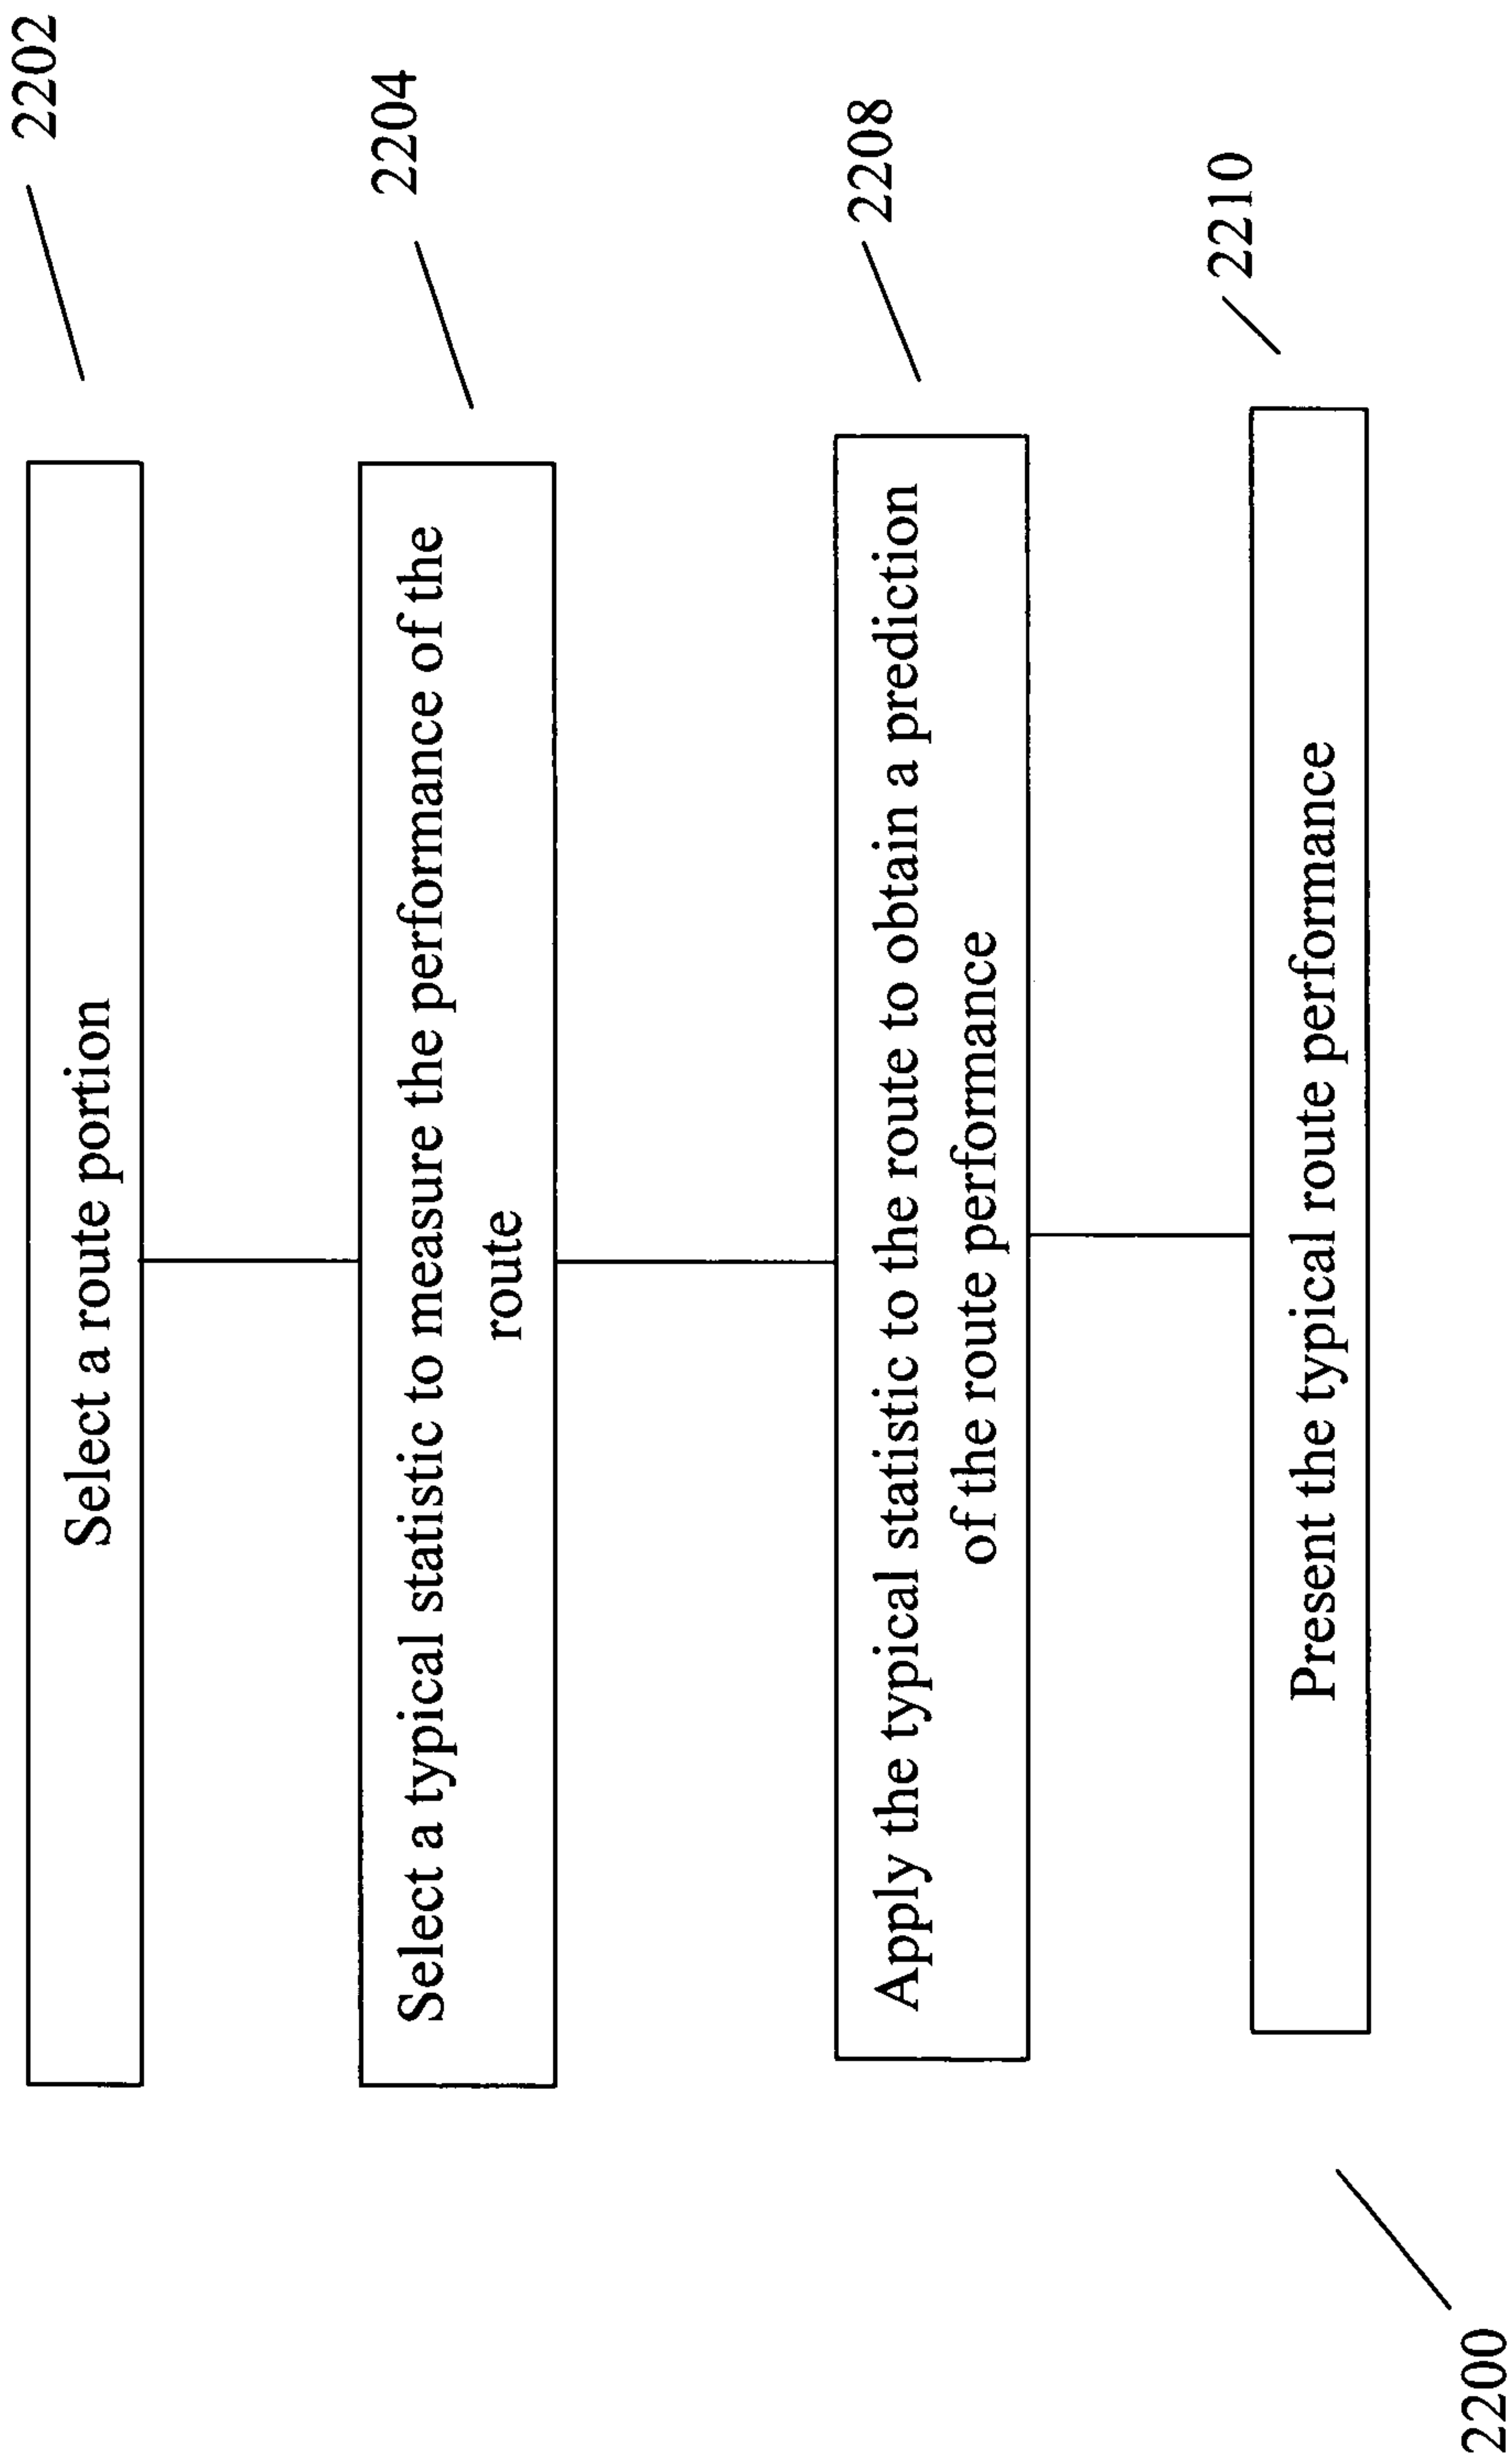 2202
Select a route portion
2204
Select a typical statistic to measure the performance of the
route
2208
Apply the typical statistic to the route to obtain a prediction
of the route performance
2210
Present the typical route performance
2200